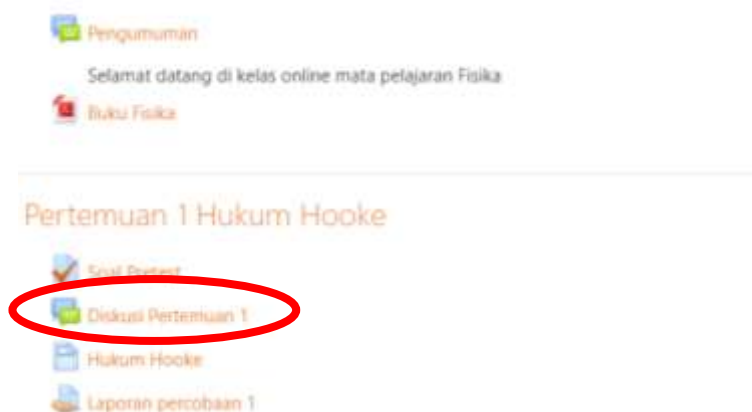 Pengumuman
Selamat datang di kelas online mata pelajaran Fisika
Buku Fisika
Pertemuan 1 Hukum Hooke
Soal Pretest
Diskusi Pertemuan 1
Hukum Hooke
Laporan percobaan 1